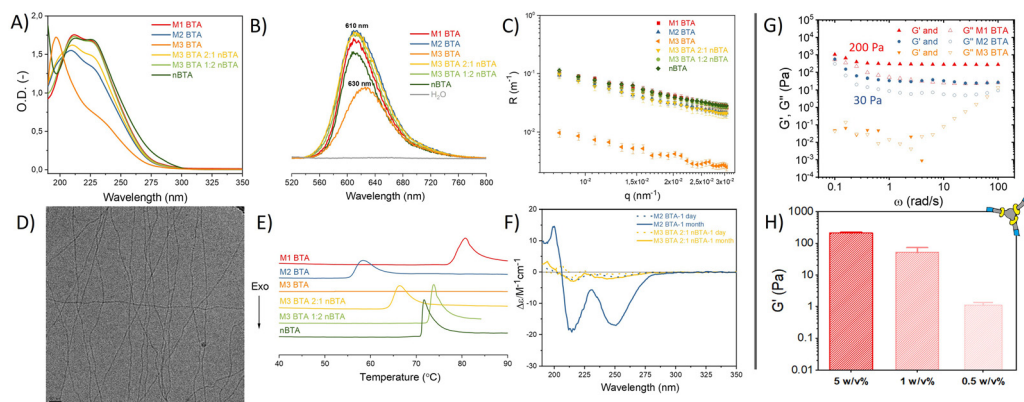 A)
O.D. (-)
2,0
1,5
1,0
0,5
0,0
200
225
250
275
300
325
350
Wavelength (nm)
M1 BTA
M2 BTA
M3 BTA
M3 BTA 2:1 nBTA
M3 BTA 1:2 nBTA
nBTA
B)
Intensity (-)
610 nm
630 nm
520
560
600
640
680
720
760
800
Wavelength (nm)
M1 BTA
M2 BTA
M3 BTA
M3 BTA 2:1 nBTA
M3 BTA 1:2 nBTA
nBTA
H₂O
C)
R (m⁻¹)
10⁰
10⁻¹
10⁻²
10⁻²
1,5x10⁻²
2x10⁻²
2,5x10⁻²
3x10⁻²
q (nm⁻¹)
M1 BTA
M2 BTA
M3 BTA
M3 BTA 2:1 nBTA
M3 BTA 1:2 nBTA
nBTA
D)
E)
Exo
M1 BTA
M2 BTA
M3 BTA
M3 BTA 2:1 nBTA
M3 BTA 1:2 nBTA
nBTA
40
50
60
70
80
90
Temperature (°C)
F)
Δε/M⁻¹cm⁻¹
20
10
0
-10
-20
-30
200
225
250
275
300
325
350
Wavelength (nm)
M2 BTA-1 day
M2 BTA-1 month
M3 BTA 2:1 nBTA-1 day
M3 BTA 2:1 nBTA-1 month
G)
G', G'' (Pa)
10⁶
10⁵
10⁴
10³
10²
10¹
10⁰
10⁻¹
10⁻²
10⁻³
G' and G'' M1 BTA
G' and G'' M2 BTA
G' and G'' M3 BTA
200 Pa
30 Pa
0.1
1
10
100
ω (rad/s)
H)
G' (Pa)
1000
100
10
1
0.1
0.01
5 w/v%
1 w/v%
0.5 w/v%